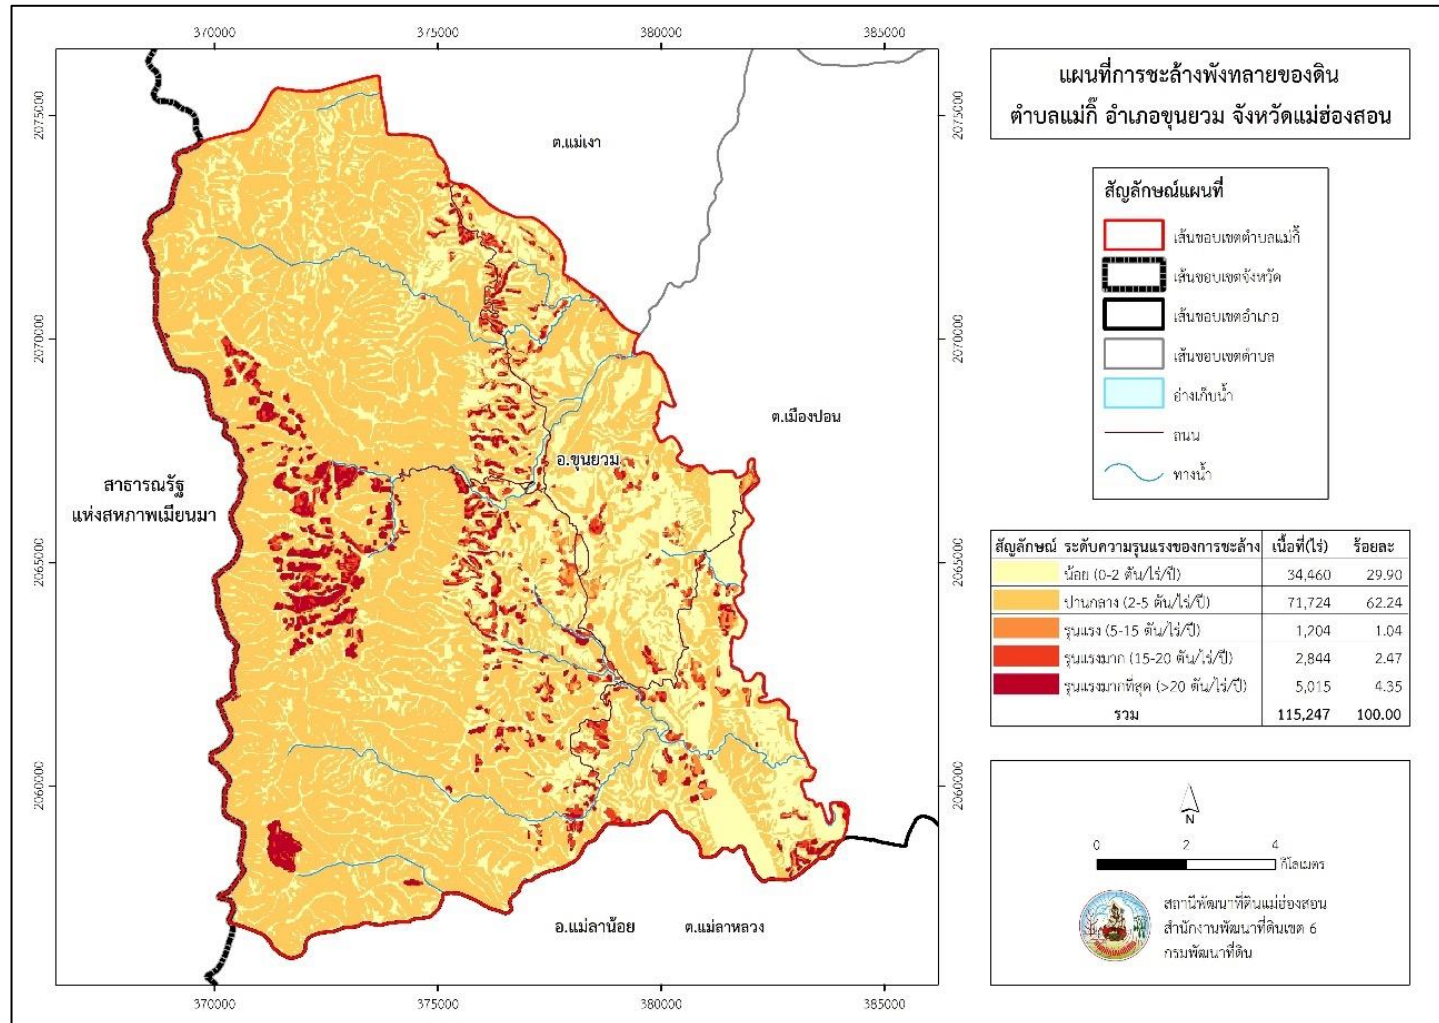 370000 375000 380000 385000
2075000 2075000
2070000 2070000
2065000 2065000
2060000 2060000
370000 375000 380000 385000
ต.แม่เงา
ต.เมืองปอน
อ.ขุนยวม
สาธารณรัฐ
แห่งสหภาพเมียนมา
อ.แม่ลาน้อย ต.แม่ลาหลวง
แผนที่การชะล้างพังทลายของดิน
ตำบลแม่กิ๊ อำเภอขุนยวม จังหวัดแม่ฮ่องสอน
สัญลักษณ์แผนที่
เส้นขอบเขตตำบลแม่กิ๊
เส้นขอบเขตจังหวัด
เส้นขอบเขตอำเภอ
เส้นขอบเขตตำบล
อ่างเก็บน้ำ
ถนน
ทางน้ำ
สัญลักษณ์ ระดับความรุนแรงของการชะล้าง เนื้อที่(ไร่) ร้อยละ
น้อย (0-2 ตัน/ไร่/ปี) 34,460 29.90
ปานกลาง (2-5 ตัน/ไร่/ปี) 71,724 62.24
รุนแรง (5-15 ตัน/ไร่/ปี) 1,204 1.04
รุนแรงมาก (15-20 ตัน/ไร่/ปี) 2,844 2.47
รุนแรงมากที่สุด (>20 ตัน/ไร่/ปี) 5,015 4.35
รวม 115,247 100.00
N
0 2 4
กิโลเมตร
สถานีพัฒนาที่ดินแม่ฮ่องสอน
สำนักงานพัฒนาที่ดินเขต 6
กรมพัฒนาที่ดิน